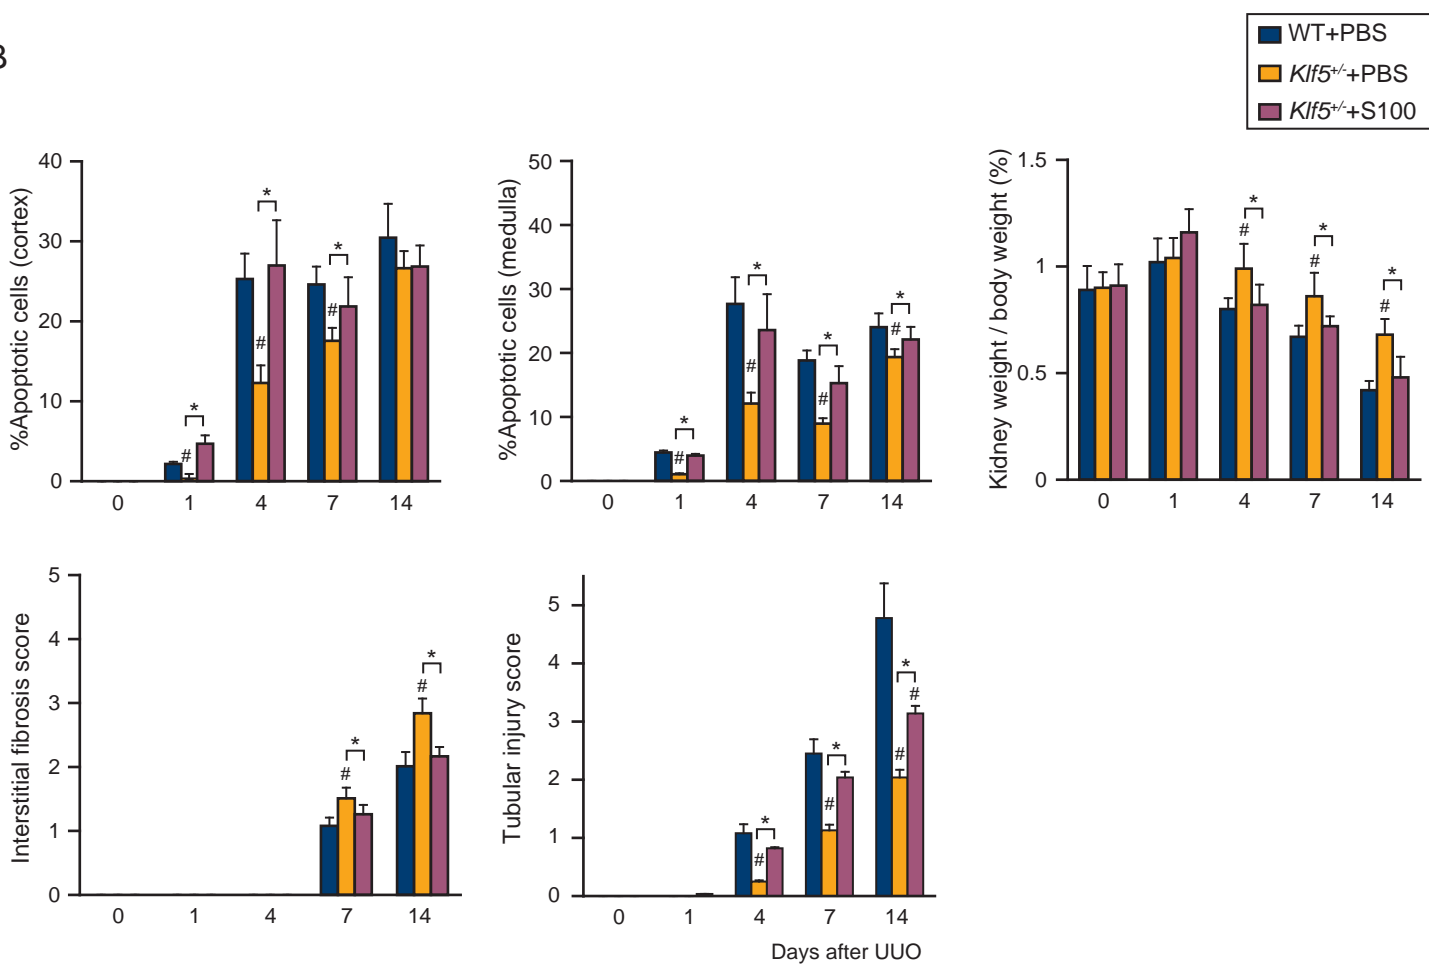 B
WT+PBS
Klf5+/-+PBS
Klf5+/-+S100
%Apoptotic cells (cortex)
40
30
20
10
0
* * *
# # #
0 1 4 7 14
%Apoptotic cells (medulla)
50
40
30
20
10
0
* * * *
# # # #
0 1 4 7 14
Kidney weight / body weight (%)
1.5
1
0.5
0
* * *
# # #
0 1 4 7 14
Interstitial fibrosis score
5
4
3
2
1
0
* *
# #
0 1 4 7 14
Tubular injury score
5
4
3
2
1
0
* * *
# # # #
0 1 4 7 14
Days after UUO